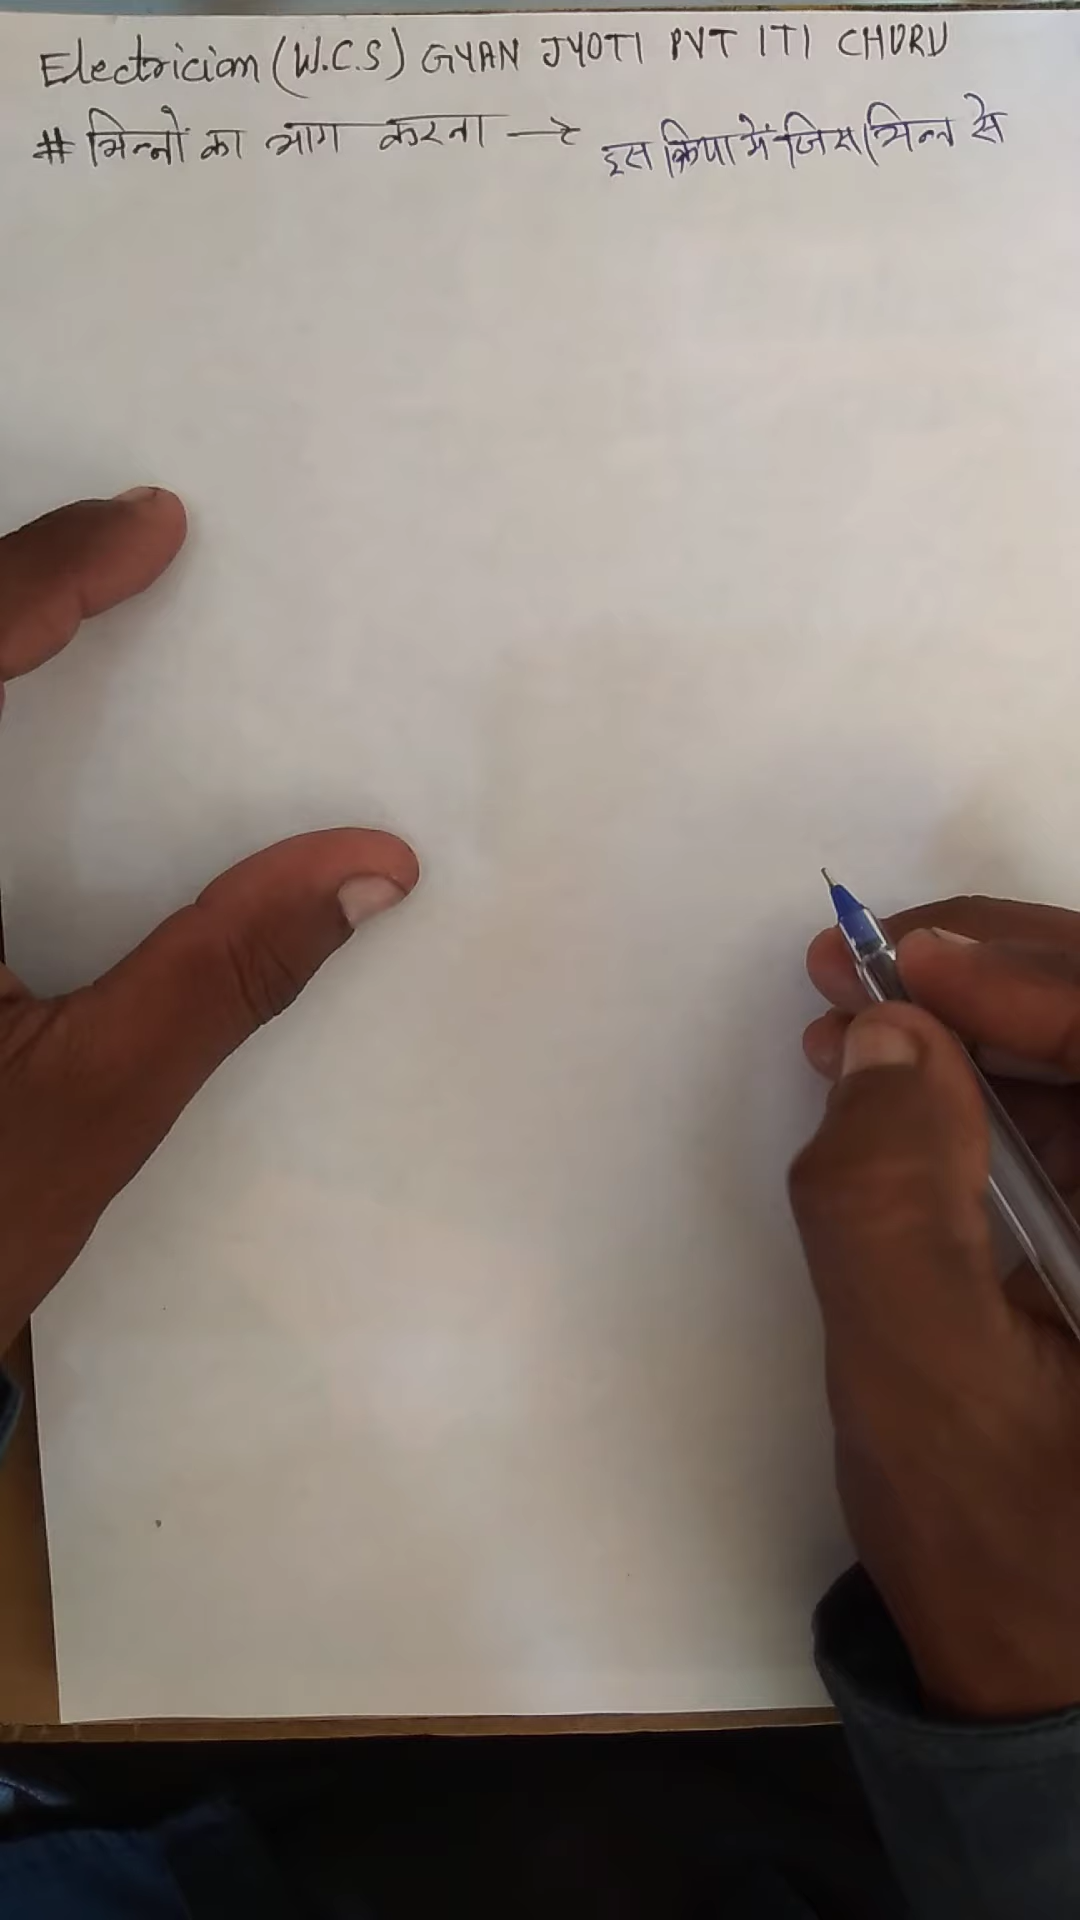 Electrician (W.C.S) GYAN JYOTI PVT ITI CHURU
# भिन्नों का भाग करना → इस क्रिया में जिस भिन्न से